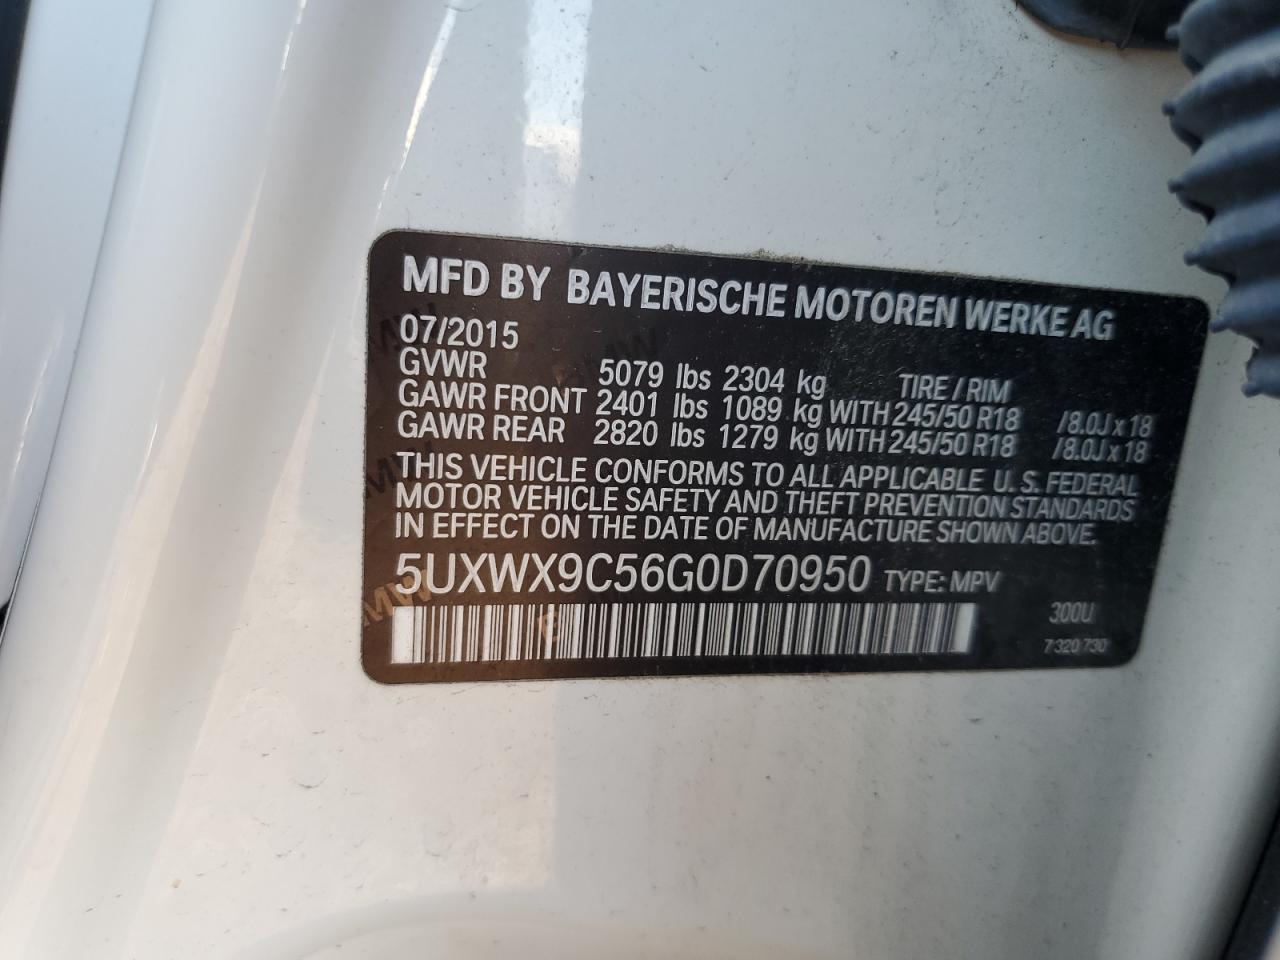 MFD BY BAYERISCHE MOTOREN WERKE AG
07/2015
GVWR 5079 lbs 2304 kg TIRE / RIM
GAWR FRONT 2401 lbs 1089 kg WITH 245/50 R18 /8.0J x 18
GAWR REAR 2820 lbs 1279 kg WITH 245/50 R18 /8.0J x 18
THIS VEHICLE CONFORMS TO ALL APPLICABLE U.S. FEDERAL
MOTOR VEHICLE SAFETY AND THEFT PREVENTION STANDARDS
IN EFFECT ON THE DATE OF MANUFACTURE SHOWN ABOVE.
5UXWX9C56G0D70950 TYPE: MPV
300U
7 320 730